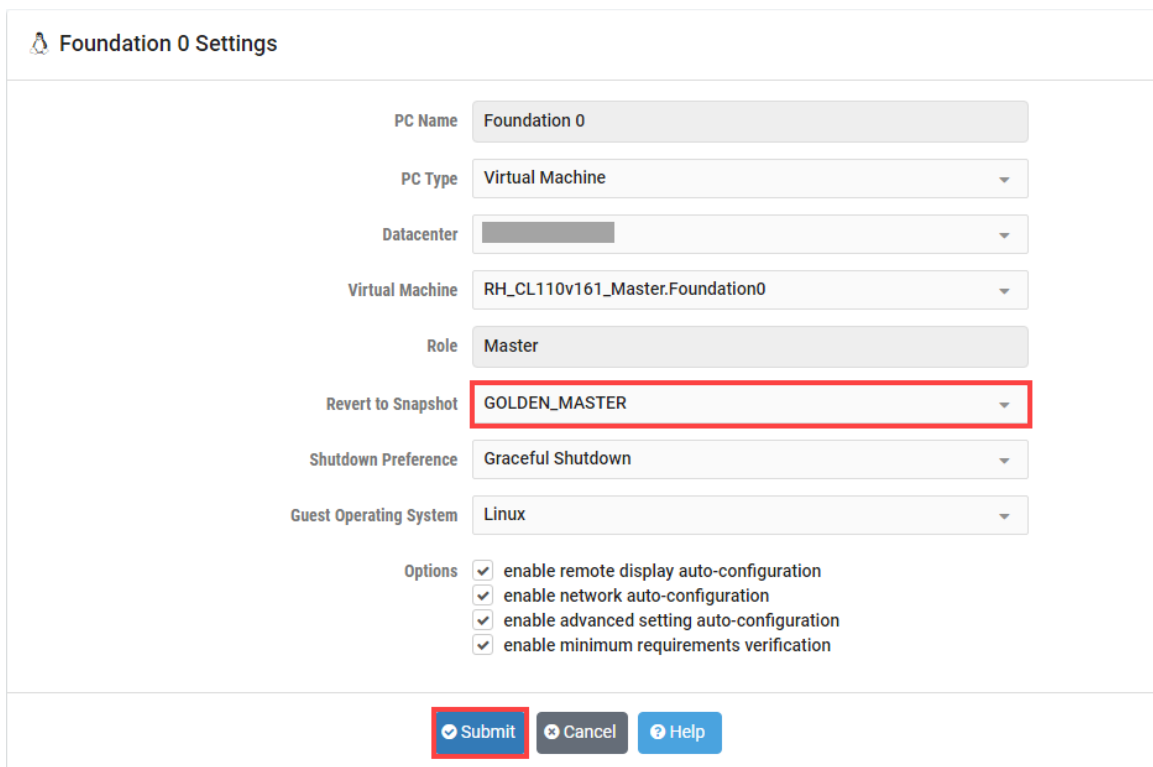 Foundation 0 Settings
PC Name Foundation 0
PC Type Virtual Machine
Datacenter
Virtual Machine RH_CL110v161_Master.Foundation0
Role Master
Revert to Snapshot GOLDEN_MASTER
Shutdown Preference Graceful Shutdown
Guest Operating System Linux
Options enable remote display auto-configuration
enable network auto-configuration
enable advanced setting auto-configuration
enable minimum requirements verification
Submit Cancel Help